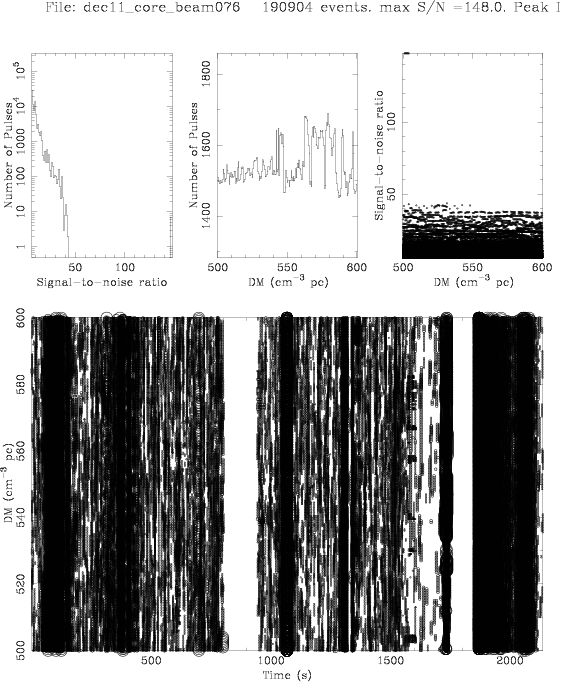 File: dec11_core_beam076 190904 events. max S/N =148.0. Peak
Number of Pulses
1 10 100 1000 10⁴ 10⁵
50 100
Signal-to-noise ratio
Number of Pulses
1400 1600 1800
500 550 600
DM (cm⁻³ pc)
Signal-to-noise ratio
50 100
500 550 600
DM (cm⁻³ pc)
DM (cm⁻³ pc)
500 520 540 560 580 600
500 1000 1500 2000
Time (s)